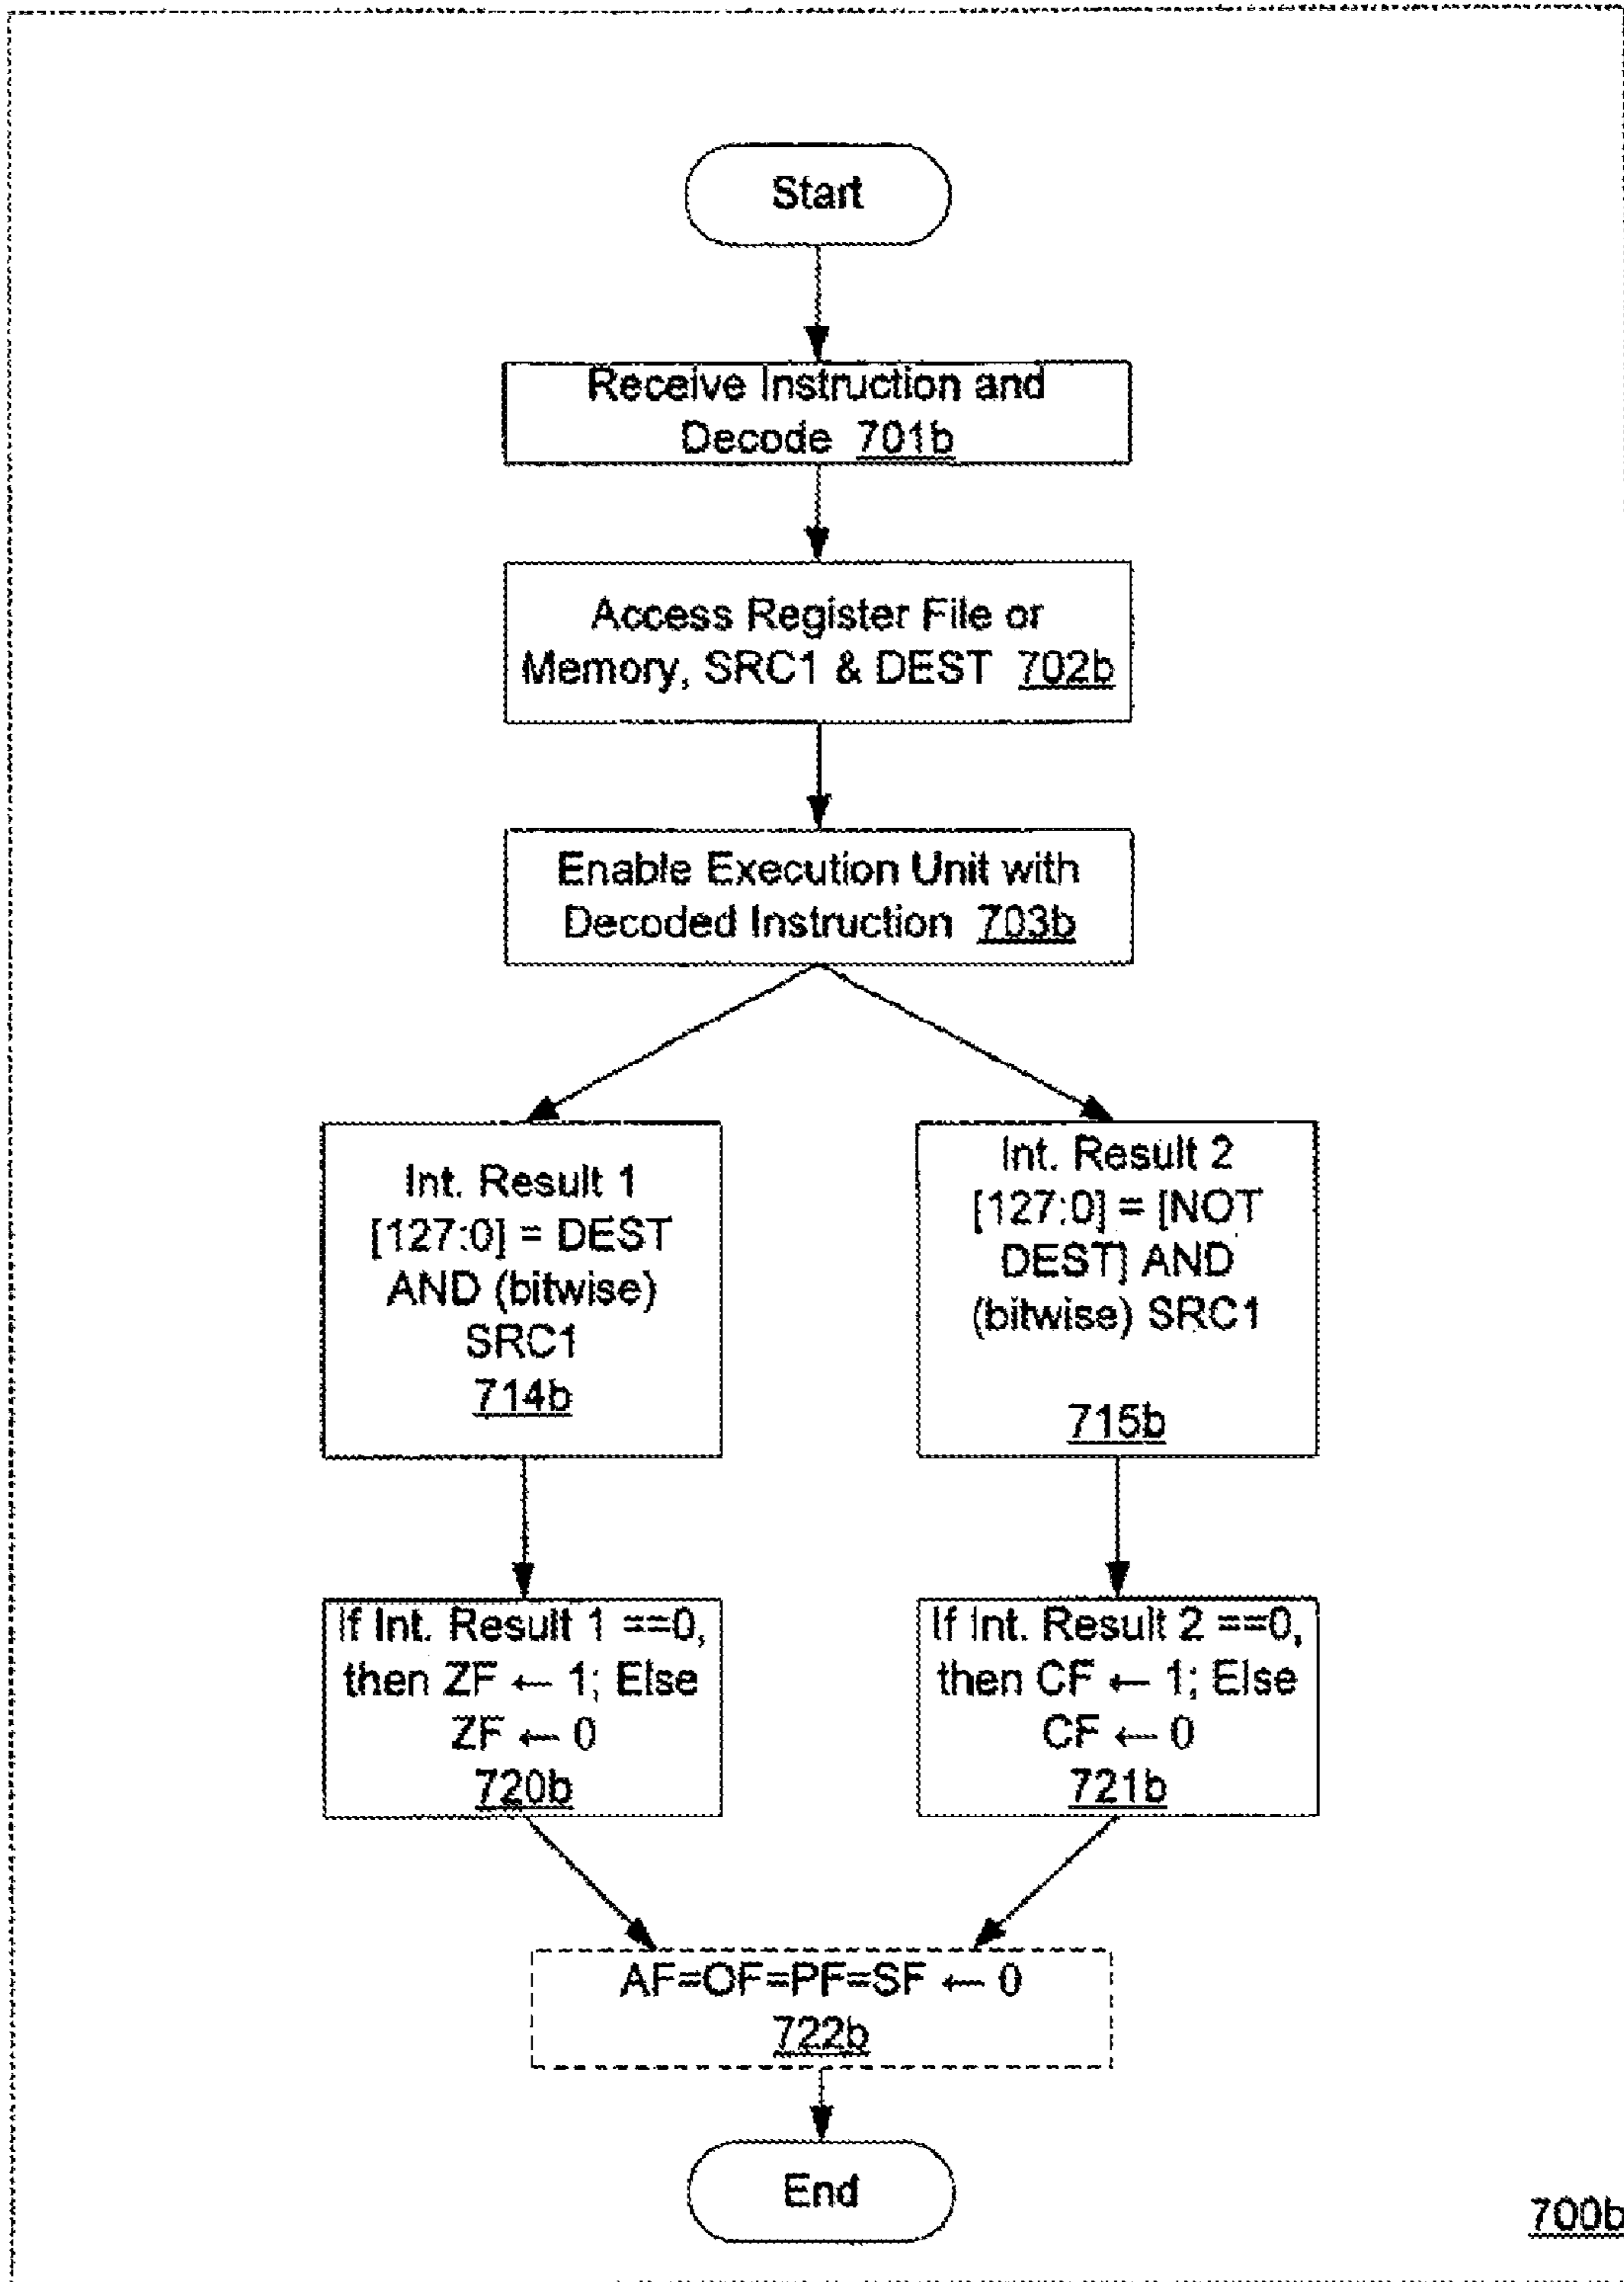 Start
Receive Instruction and
Decode 701b
Access Register File or
Memory, SRC1 & DEST 702b
Enable Execution Unit with
Decoded Instruction 703b
Int. Result 1
[127:0] = DEST
AND (bitwise)
SRC1
714b
Int. Result 2
[127:0] = [NOT
DEST] AND
(bitwise) SRC1
715b
If Int. Result 1 ==0,
then ZF ← 1; Else
ZF ← 0
720b
If Int. Result 2 ==0,
then CF ← 1; Else
CF ← 0
721b
AF=OF=PF=SF ← 0
722b
End
700b